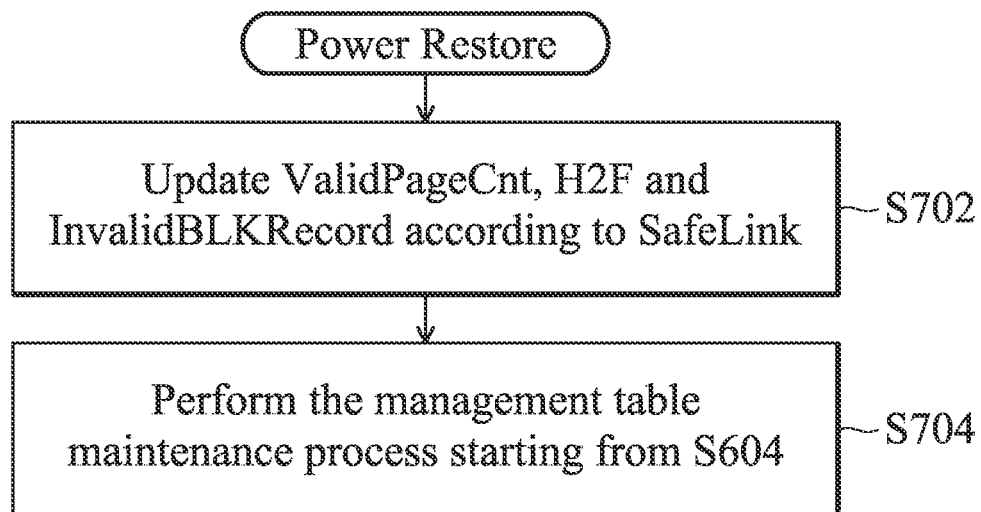 Power Restore
Update ValidPageCnt, H2F and
InvalidBLKRecord according to SafeLink
S702
Perform the management table
maintenance process starting from S604
S704